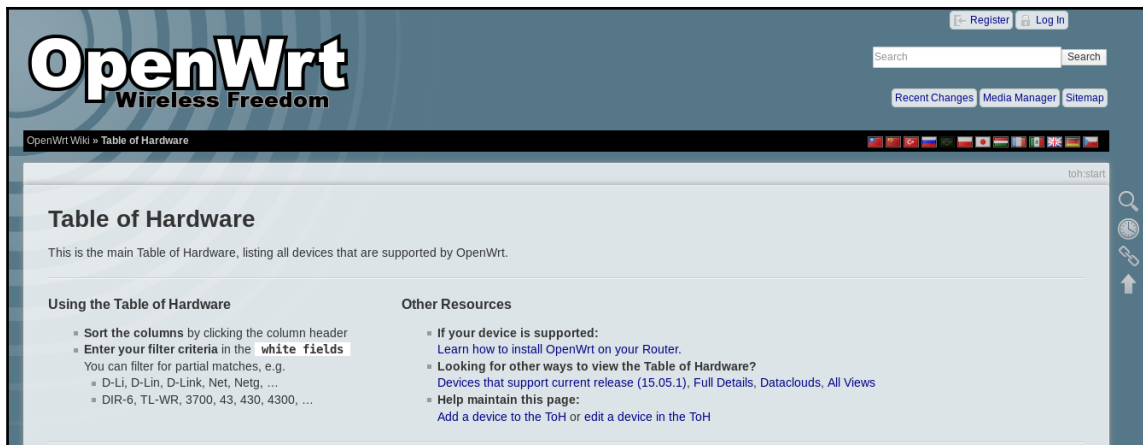 Register Log In
OpenWrt
Wireless Freedom
Search Search
Recent Changes Media Manager Sitemap
OpenWrt Wiki » Table of Hardware
toh:start
Table of Hardware
This is the main Table of Hardware, listing all devices that are supported by OpenWrt.
Using the Table of Hardware
Sort the columns by clicking the column header
Enter your filter criteria in the white fields
You can filter for partial matches, e.g.
D-Li, D-Lin, D-Link, Net, Netg, …
DIR-6, TL-WR, 3700, 43, 430, 4300, …
Other Resources
If your device is supported:
Learn how to install OpenWrt on your Router.
Looking for other ways to view the Table of Hardware?
Devices that support current release (15.05.1), Full Details, Dataclouds, All Views
Help maintain this page:
Add a device to the ToH or edit a device in the ToH